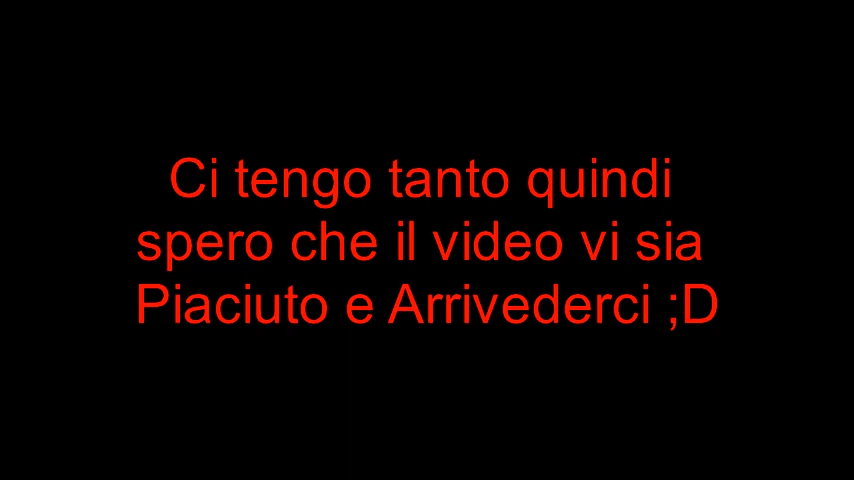 Ci tengo tanto quindi
spero che il video vi sia
Piaciuto e Arrivederci ;D